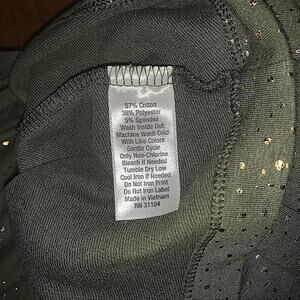 57% Cotton
38% Polyester
5% Spandex
Wash Inside Out
Machine Wash Cold
With Like Colors
Gentle Cycle
Only Non-Chlorine
Bleach If Needed
Tumble Dry Low
Cool Iron If Needed
Do Not Iron Print
Do Not Iron Label
Made in Vietnam
RN 31104